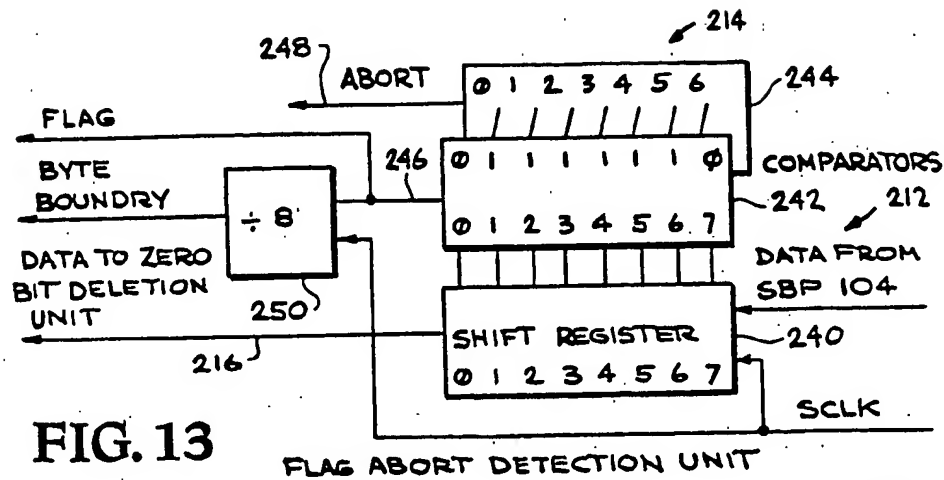 214
248
ABORT
0 1 2 3 4 5 6
244
FLAG
BYTE
BOUNDRY
246
0 1 1 1 1 1 1 0
COMPARATORS
÷ 8
0 1 2 3 4 5 6 7
242
212
DATA TO ZERO
BIT DELETION
UNIT
250
DATA FROM
SBP 104
216
SHIFT REGISTER
240
0 1 2 3 4 5 6 7
SCLK
FIG. 13
FLAG ABORT DETECTION UNIT